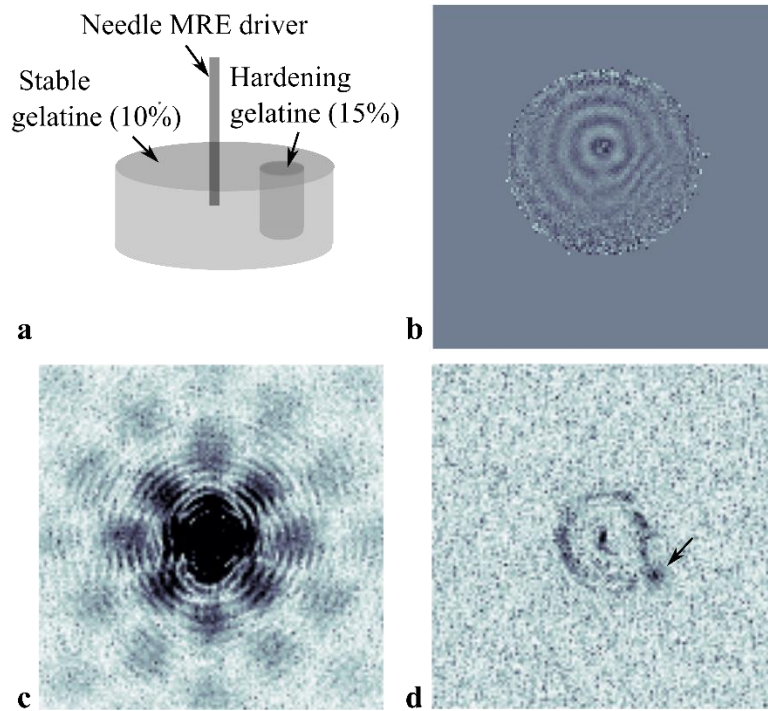 Needle MRE driver
Stable
gelatine (10%)
Hardening
gelatine (15%)
a
b
c
d